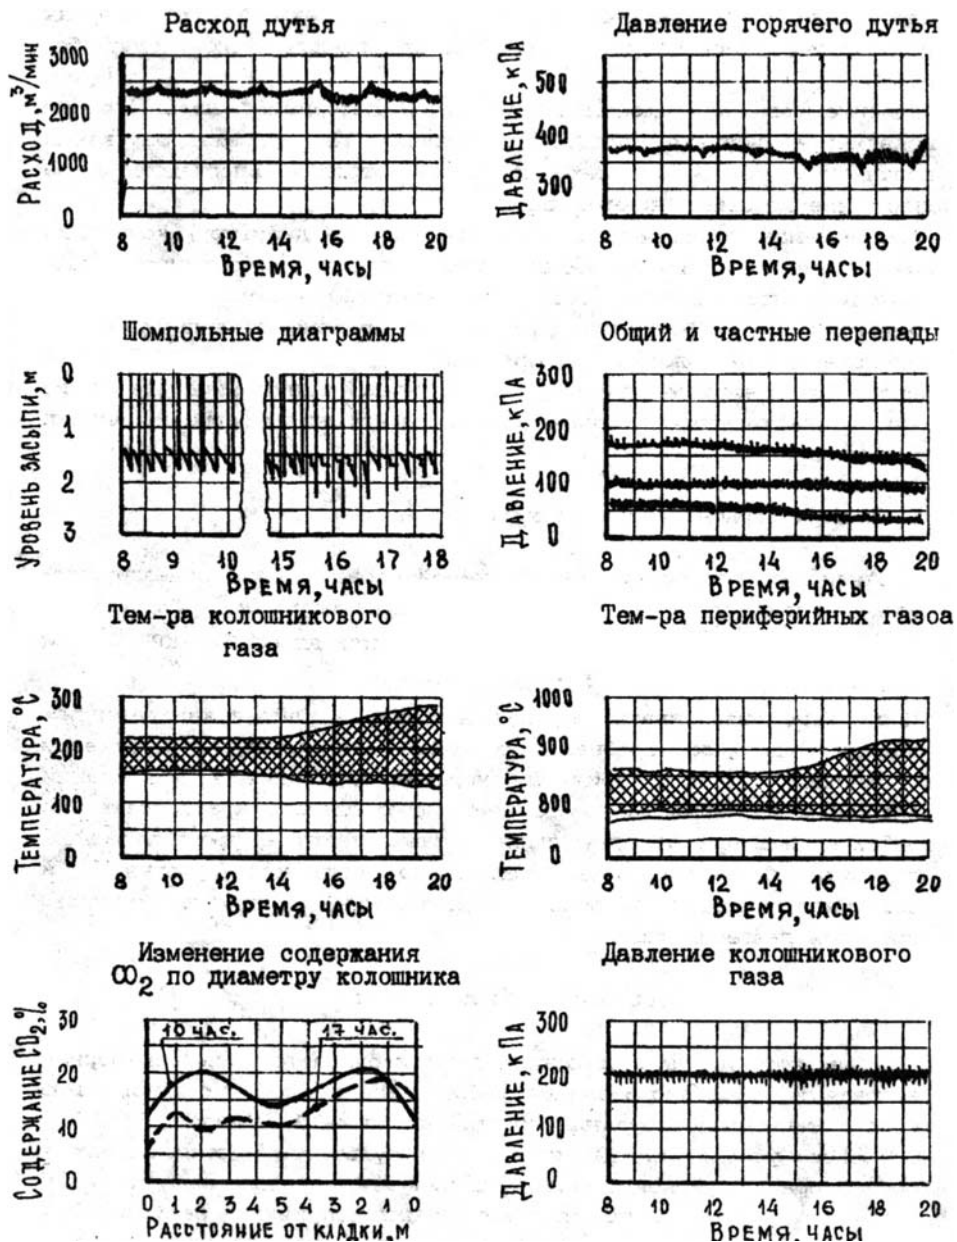 Расход дутья
РАСХОД, м³/мин
3000
2000
1000
0
8 10 12 14 16 18 20
ВРЕМЯ, ЧАСЫ
Давление горячего дутья
ДАВЛЕНИЕ, кПа
500
400
300
8 10 12 14 16 18 20
ВРЕМЯ, ЧАСЫ
Шомпольные диаграммы
УРОВЕНЬ ЗАСЫПИ, м
0
1
2
3
8 9 10 15 16 17 18
ВРЕМЯ, ЧАСЫ
Общий и частные перепады
ДАВЛЕНИЕ, кПа
300
200
100
0
8 10 12 14 16 18 20
ВРЕМЯ, ЧАСЫ
Тем-ра колошникового
газа
ТЕМПЕРАТУРА, °С
300
200
100
0
8 10 12 14 16 18 20
ВРЕМЯ, ЧАСЫ
Тем-ра периферийных газоа
ТЕМПЕРАТУРА, °С
1000
900
800
0
8 10 12 14 16 18 20
ВРЕМЯ, ЧАСЫ
Изменение содержания
CO₂ по диаметру колошника
СОДЕРЖАНИЕ CO₂, %
30
20
10
0
10 ЧАС. 17 ЧАС.
0 1 2 3 4 5 4 3 2 1 0
РАССТОЯНИЕ ОТ КЛАДКИ, М
Давление колошникового
газа
ДАВЛЕНИЕ, кПа
300
200
100
0
8 10 12 14 16 18 20
ВРЕМЯ, ЧАСЫ